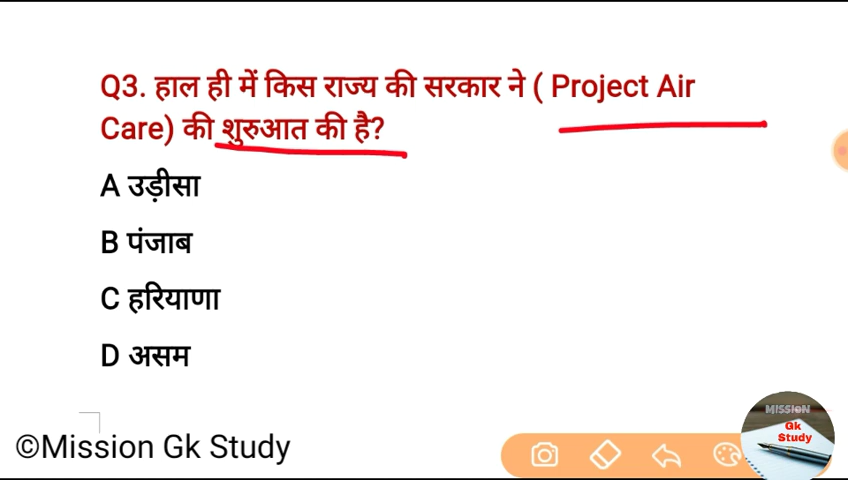 Q3. हाल ही में किस राज्य की सरकार ने ( Project Air
Care) की शुरुआत की है?
A उड़ीसा
B पंजाब
C हरियाणा
D असम
©Mission Gk Study
MISSION
Gk
Study